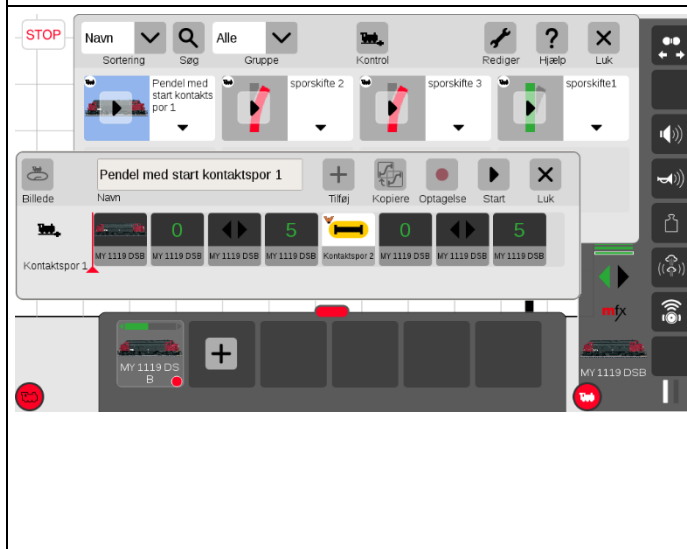 STOP
Navn
Alle
Sortering
Søg
Gruppe
Kontrol
Rediger
Hjælp
Luk
Pendel med
start kontakts
por 1
sporskifte 2
sporskifte 3
sporskifte1
Pendel med start kontaktspor 1
Billede
Navn
Tilføj
Kopiere
Optagelse
Start
Luk
0
5
0
5
Kontaktspor 1
MY 1119 DSB
MY 1119 DSB
MY 1119 DSB
MY 1119 DSB
Kontaktspor 2
MY 1119 DSB
MY 1119 DSB
MY 1119 DSB
mfx
MY 1119 DS
B
MY 1119 DSB